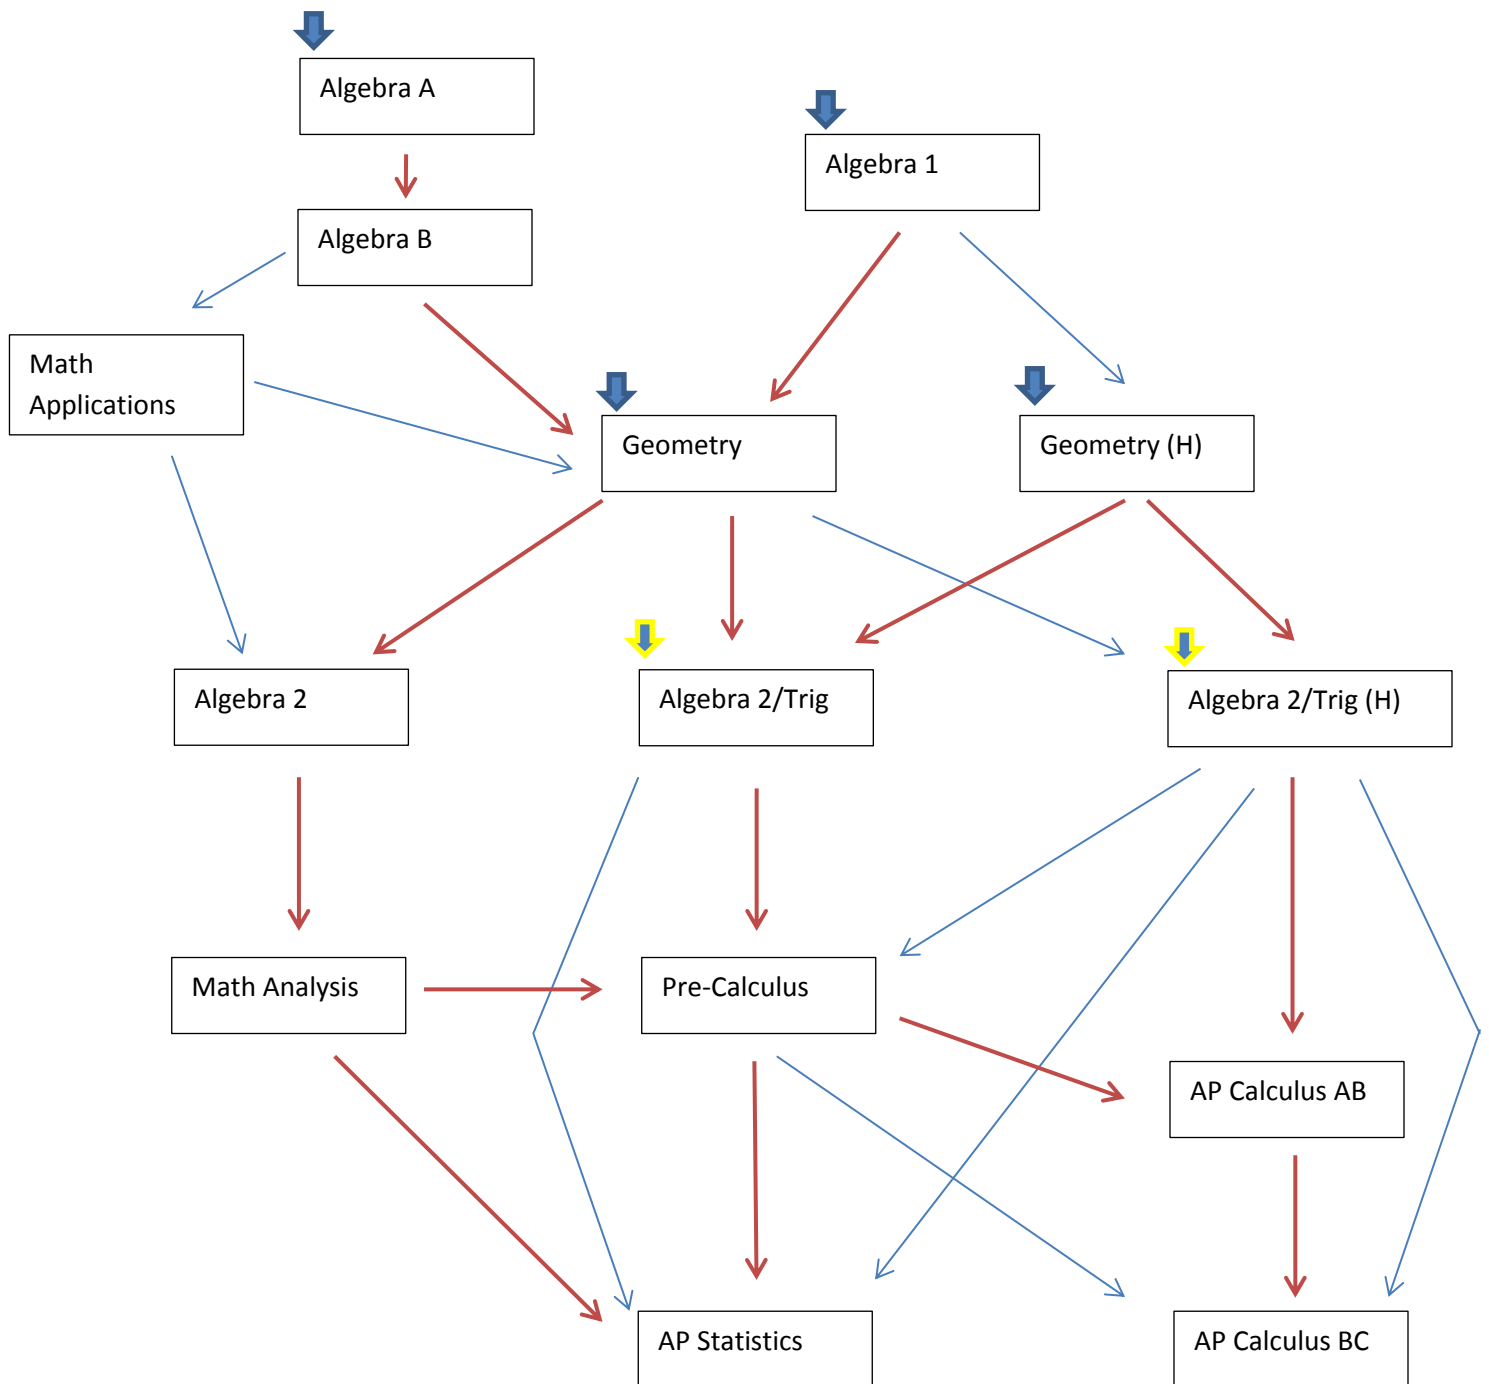 Algebra A
Algebra 1
Algebra B
Math
Applications
Geometry
Geometry (H)
Algebra 2
Algebra 2/Trig
Algebra 2/Trig (H)
Math Analysis
Pre-Calculus
AP Calculus AB
AP Statistics
AP Calculus BC